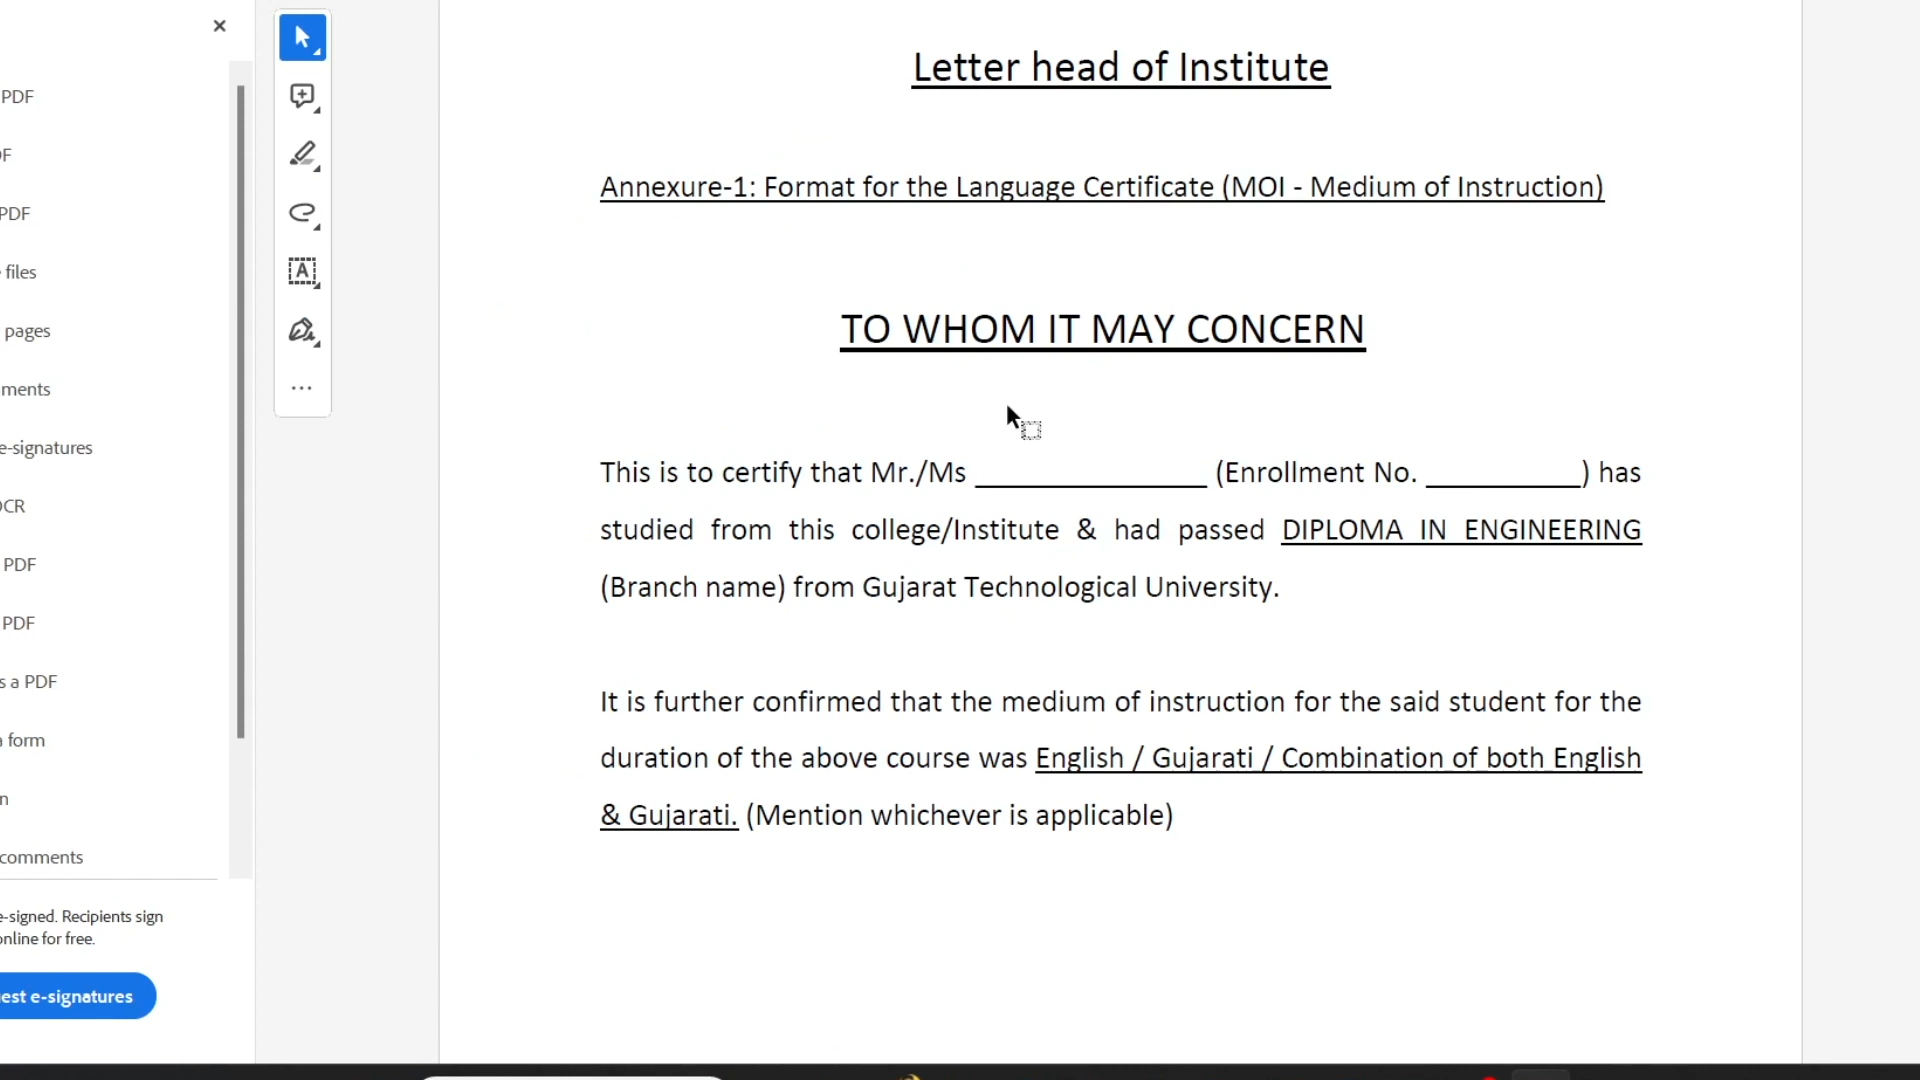 PDF
DF
PDF
files
pages
ments
e-signatures
OCR
PDF
PDF
s a PDF
a form
n
comments
e-signed. Recipients sign
online for free.
est e-signatures
Letter head of Institute
Annexure-1: Format for the Language Certificate (MOI - Medium of Instruction)
TO WHOM IT MAY CONCERN
This is to certify that Mr./Ms _______________ (Enrollment No. __________) has
studied from this college/Institute & had passed DIPLOMA IN ENGINEERING
(Branch name) from Gujarat Technological University.
It is further confirmed that the medium of instruction for the said student for the
duration of the above course was English / Gujarati / Combination of both English
& Gujarati. (Mention whichever is applicable)